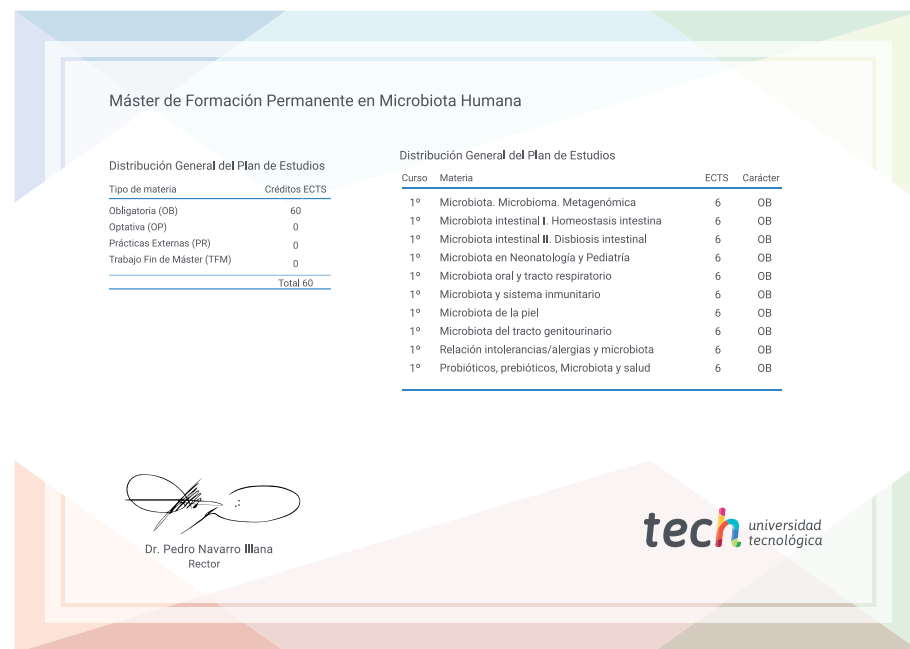 Máster de Formación Permanente en Microbiota Humana
Distribución General del Plan de Estudios
Tipo de materia Créditos ECTS
Obligatoria (OB) 60
Optativa (OP) 0
Prácticas Externas (PR) 0
Trabajo Fin de Máster (TFM) 0
Total 60
Distribución General del Plan de Estudios
Curso Materia ECTS Carácter
1º Microbiota. Microbioma. Metagenómica 6 OB
1º Microbiota intestinal I. Homeostasis intestina 6 OB
1º Microbiota intestinal II. Disbiosis intestinal 6 OB
1º Microbiota en Neonatología y Pediatría 6 OB
1º Microbiota oral y tracto respiratorio 6 OB
1º Microbiota y sistema inmunitario 6 OB
1º Microbiota de la piel 6 OB
1º Microbiota del tracto genitourinario 6 OB
1º Relación intolerancias/alergias y microbiota 6 OB
1º Probióticos, prebióticos, Microbiota y salud 6 OB
Dr. Pedro Navarro Illana
Rector
tech universidad
tecnológica